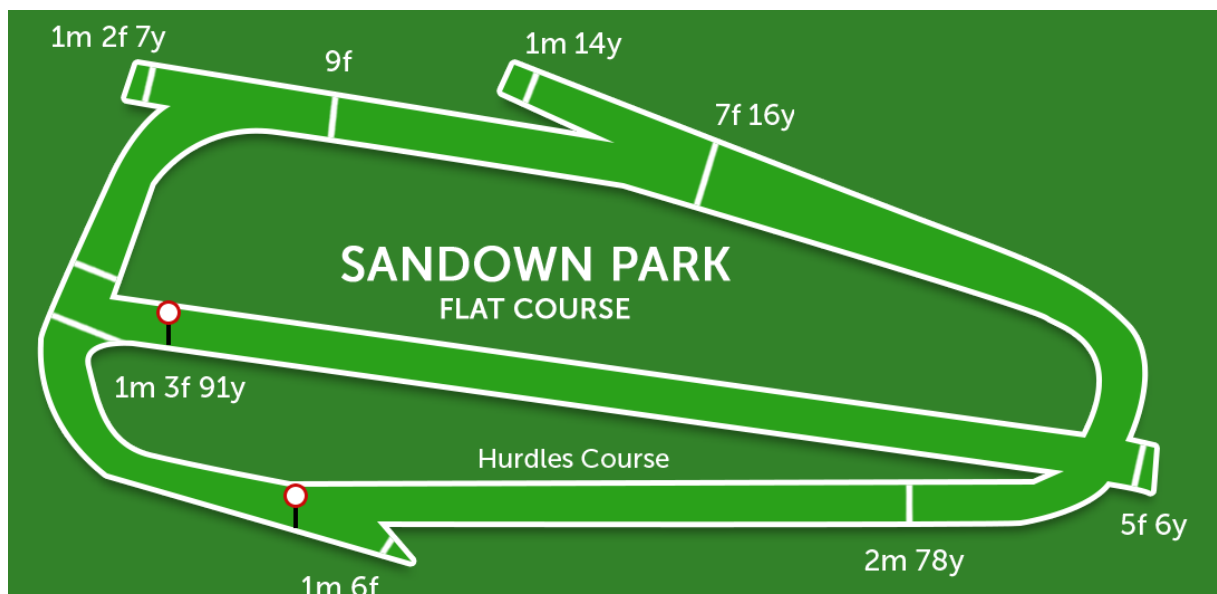 1m 2f 7y
9f
1m 14y
7f 16y
SANDOWN PARK
FLAT COURSE
1m 3f 91y
Hurdles Course
5f 6y
2m 78y
1m 6f